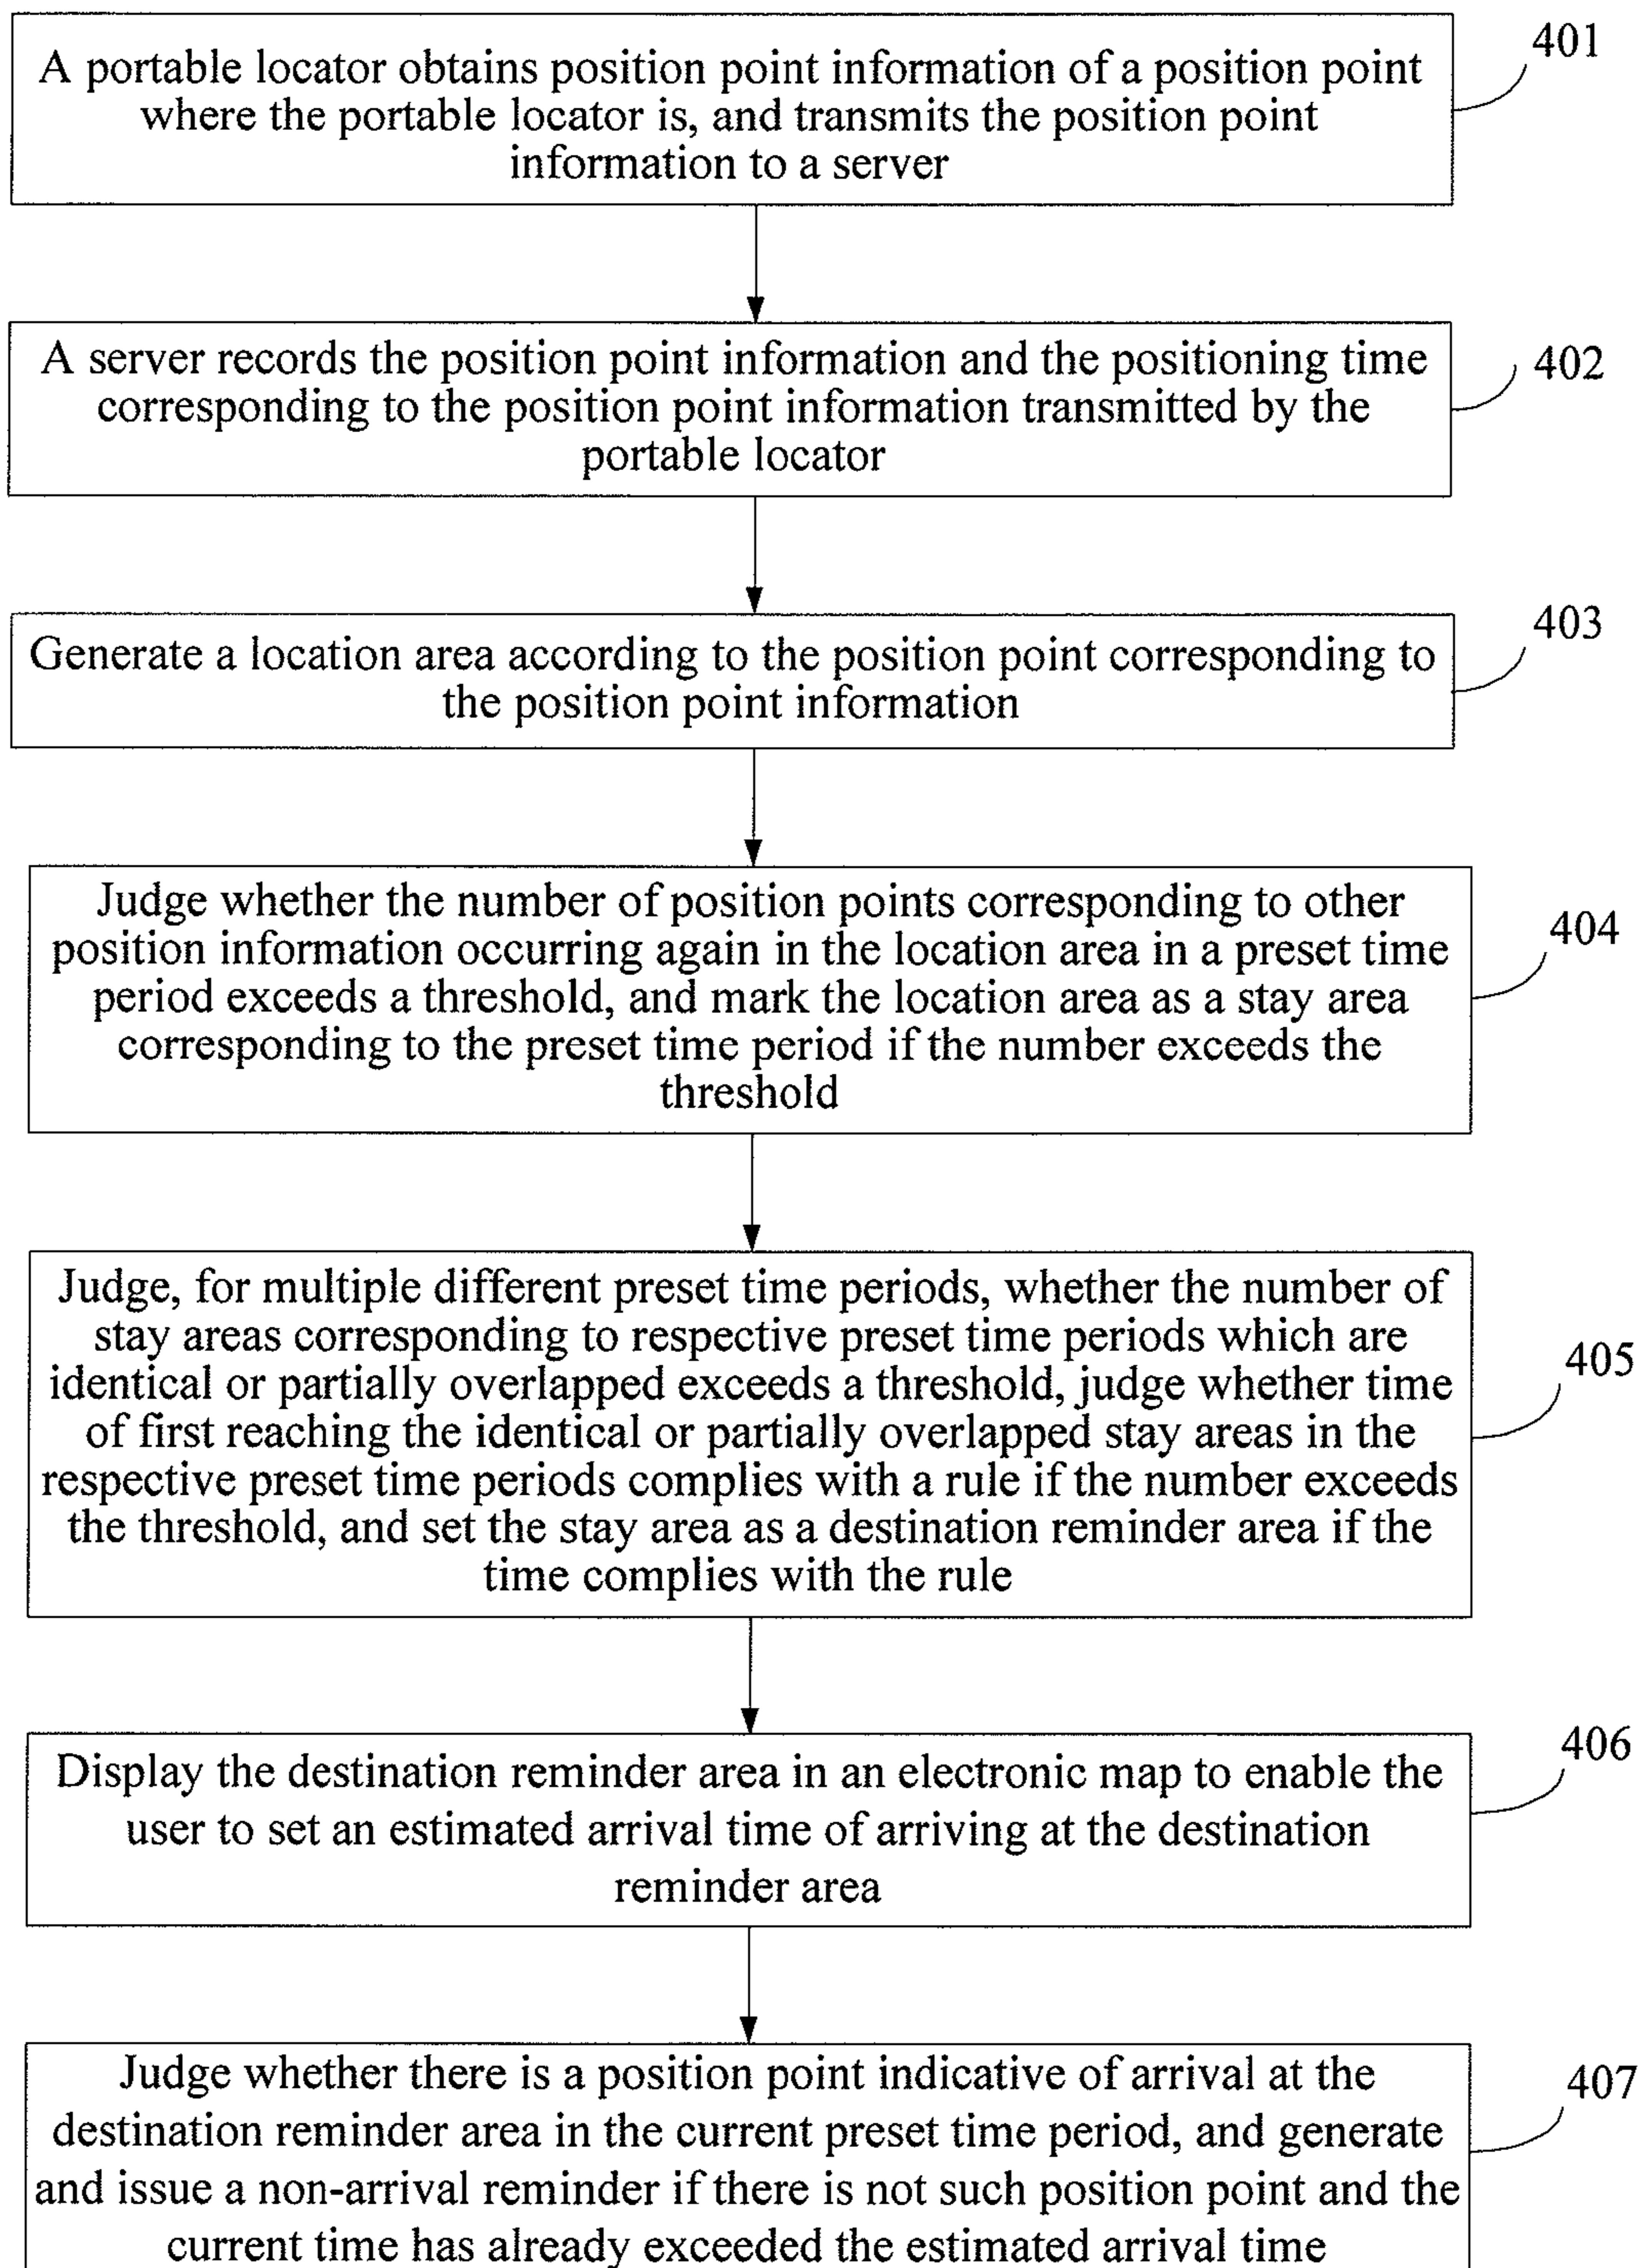 A portable locator obtains position point information of a position point
where the portable locator is, and transmits the position point
information to a server
401
A server records the position point information and the positioning time
corresponding to the position point information transmitted by the
portable locator
402
Generate a location area according to the position point corresponding to
the position point information
403
Judge whether the number of position points corresponding to other
position information occurring again in the location area in a preset time
period exceeds a threshold, and mark the location area as a stay area
corresponding to the preset time period if the number exceeds the
threshold
404
Judge, for multiple different preset time periods, whether the number of
stay areas corresponding to respective preset time periods which are
identical or partially overlapped exceeds a threshold, judge whether time
of first reaching the identical or partially overlapped stay areas in the
respective preset time periods complies with a rule if the number exceeds
the threshold, and set the stay area as a destination reminder area if the
time complies with the rule
405
Display the destination reminder area in an electronic map to enable the
user to set an estimated arrival time of arriving at the destination
reminder area
406
Judge whether there is a position point indicative of arrival at the
destination reminder area in the current preset time period, and generate
and issue a non-arrival reminder if there is not such position point and the
current time has already exceeded the estimated arrival time
407